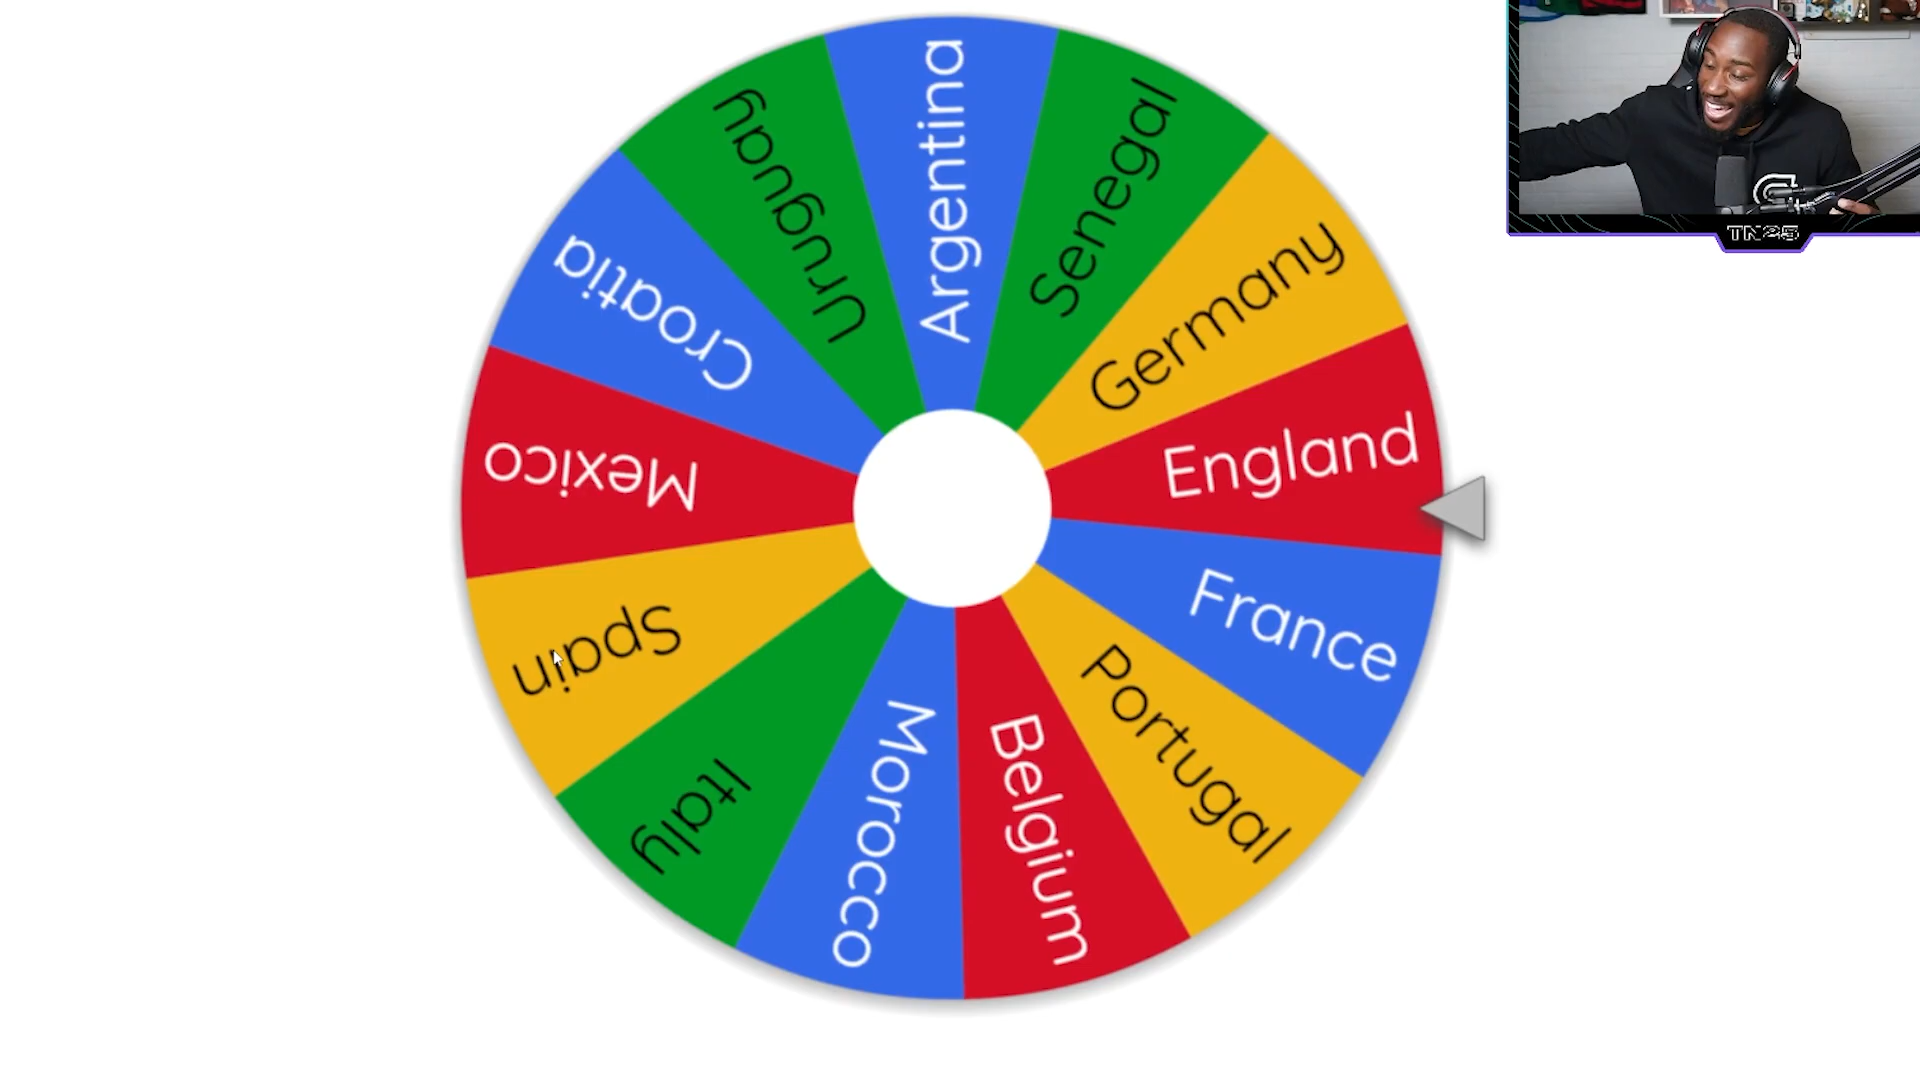 Argentina
Senegal
Germany
England
France
Portugal
Belgium
Morocco
Italy
Spain
Mexico
Croatia
Uruguay
TN25